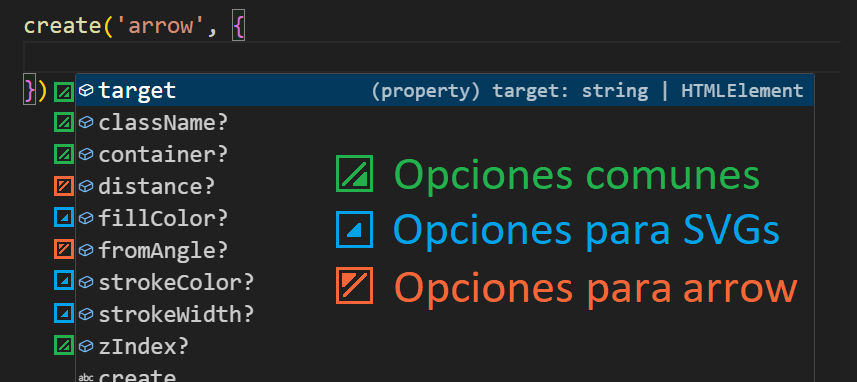 create('arrow', {
})
target (property) target: string | HTMLElement
className?
container?
distance?
fillColor?
fromAngle?
strokeColor?
strokeWidth?
zIndex?
abc create
Opciones comunes
Opciones para SVGs
Opciones para arrow